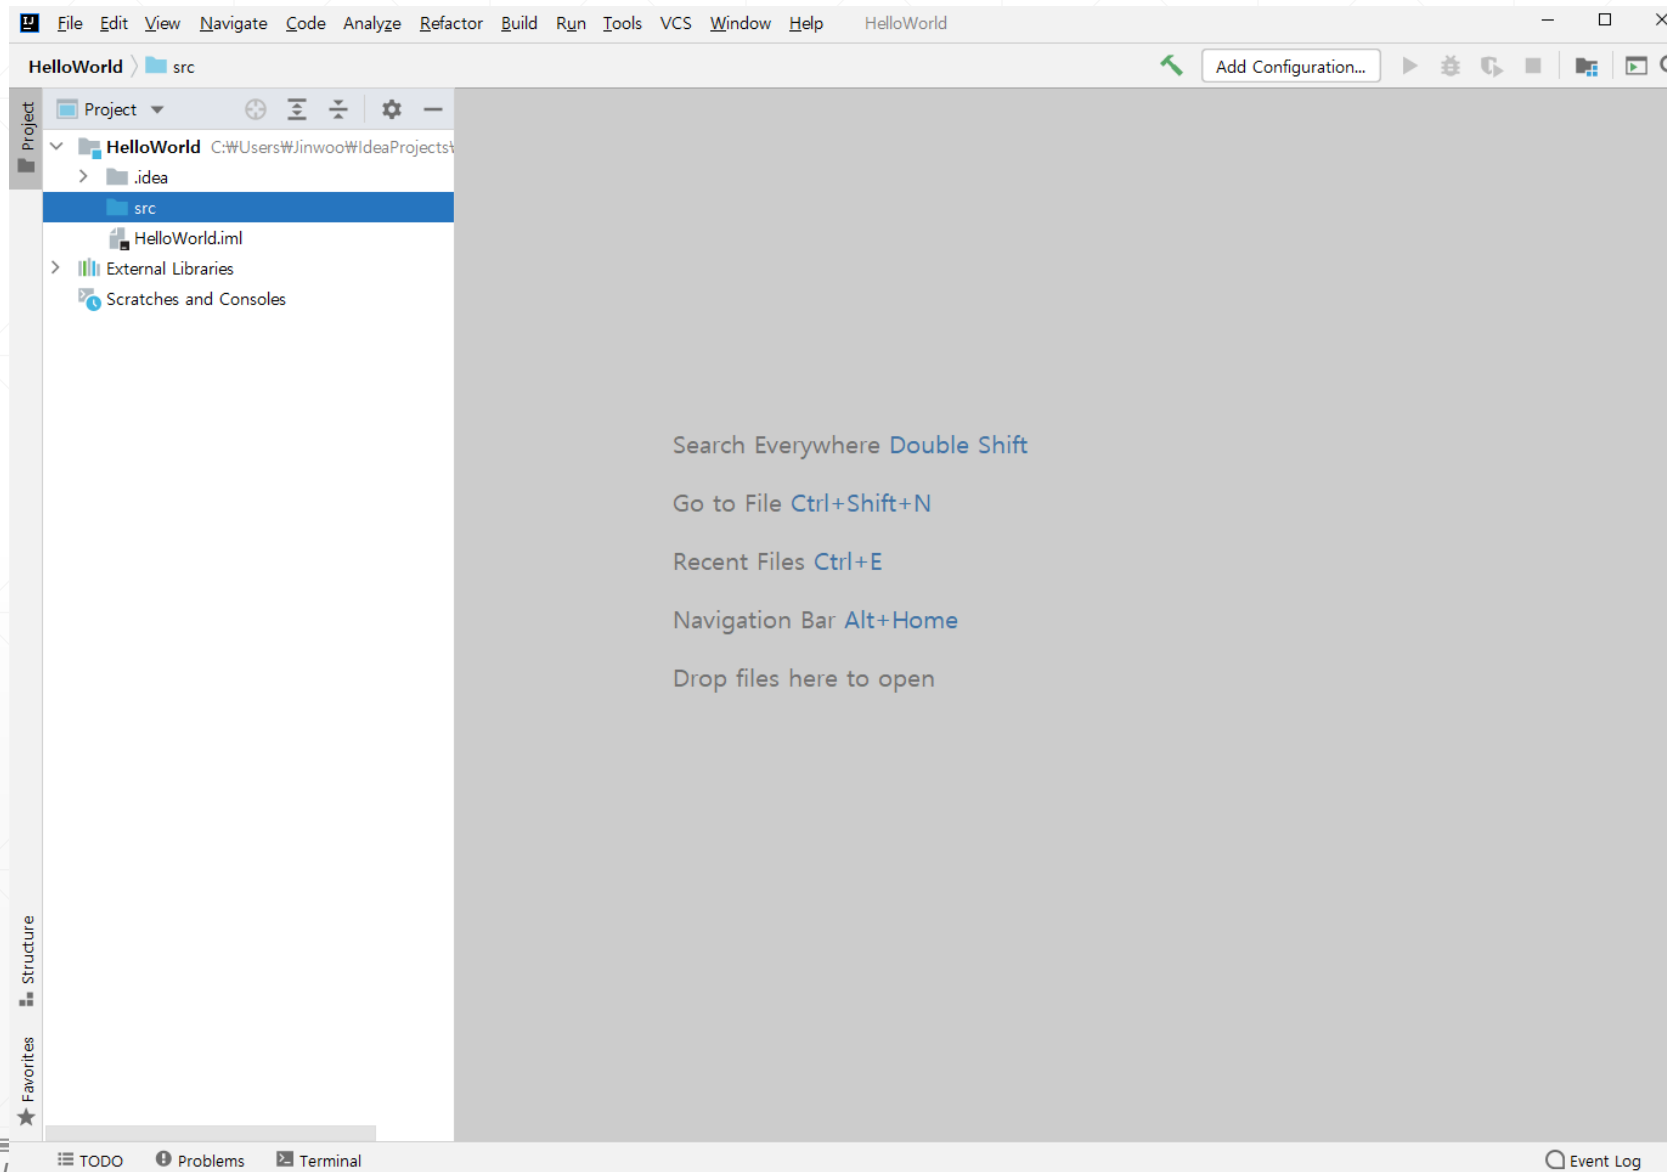 File Edit View Navigate Code Analyze Refactor Build Run Tools VCS Window Help HelloWorld
HelloWorld src
Add Configuration...
Project
Project
HelloWorld C:₩Users₩Jinwoo₩IdeaProjects
.idea
src
HelloWorld.iml
External Libraries
Scratches and Consoles
Search Everywhere Double Shift
Go to File Ctrl+Shift+N
Recent Files Ctrl+E
Navigation Bar Alt+Home
Drop files here to open
Structure
Favorites
TODO Problems Terminal
Event Log